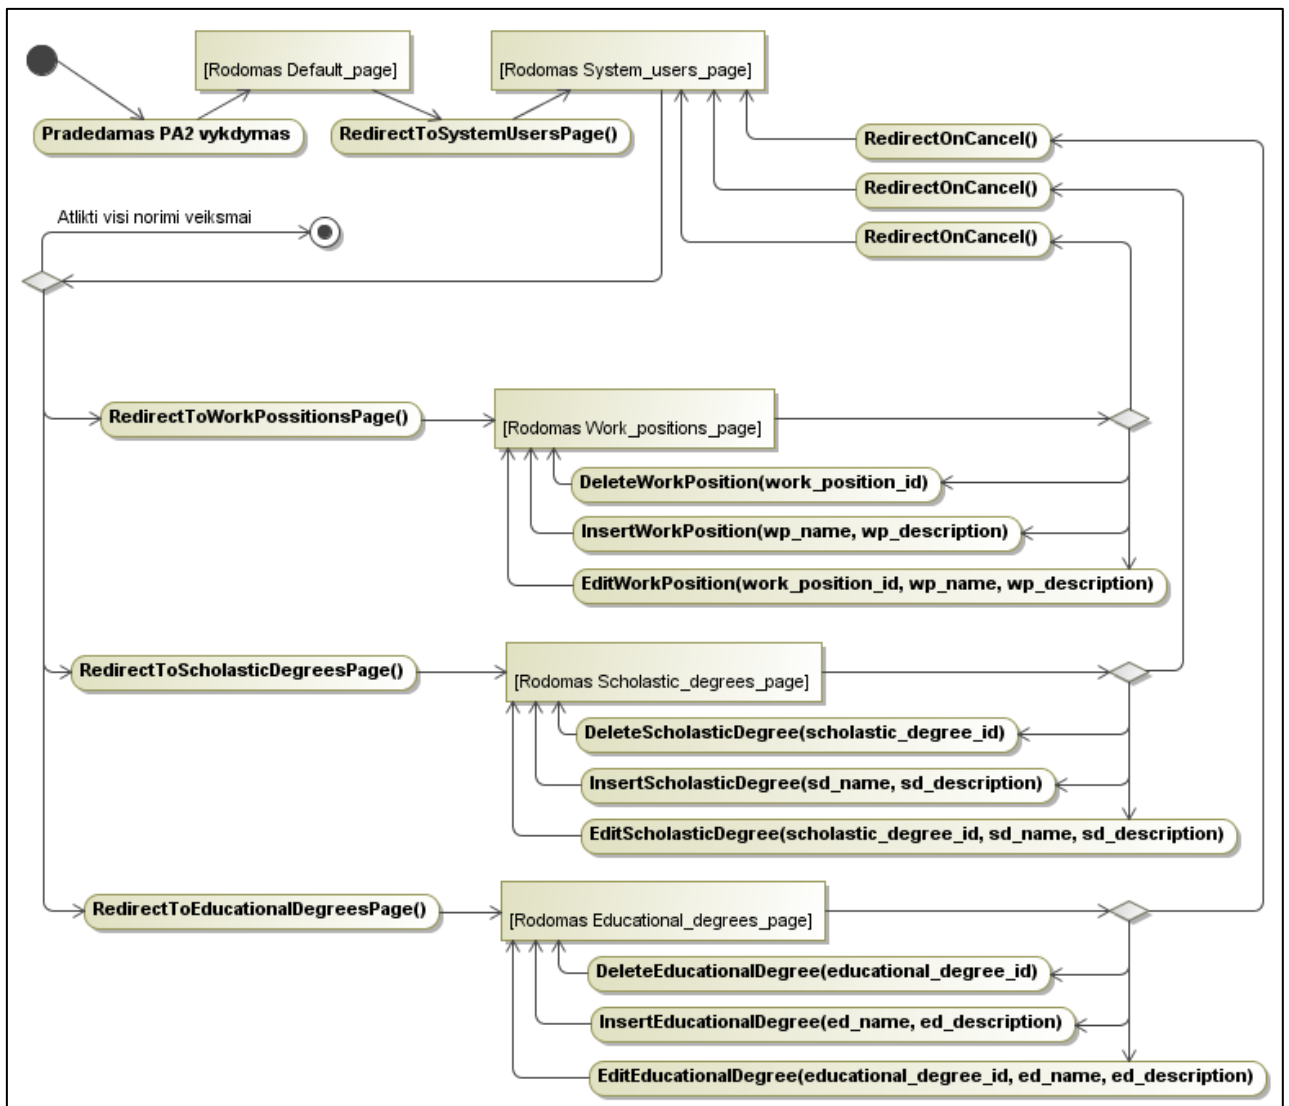 [Rodomas Default_page]
[Rodomas System_users_page]
Pradedamas PA2 vykdymas
RedirectToSystemUsersPage()
RedirectOnCancel()
RedirectOnCancel()
RedirectOnCancel()
Atlikti visi norimi veiksmai
RedirectToWorkPossitionsPage()
[Rodomas Work_positions_page]
DeleteWorkPosition(work_position_id)
InsertWorkPosition(wp_name, wp_description)
EditWorkPosition(work_position_id, wp_name, wp_description)
RedirectToScholasticDegreesPage()
[Rodomas Scholastic_degrees_page]
DeleteScholasticDegree(scholastic_degree_id)
InsertScholasticDegree(sd_name, sd_description)
EditScholasticDegree(scholastic_degree_id, sd_name, sd_description)
RedirectToEducationalDegreesPage()
[Rodomas Educational_degrees_page]
DeleteEducationalDegree(educational_degree_id)
InsertEducationalDegree(ed_name, ed_description)
EditEducationalDegree(educational_degree_id, ed_name, ed_description)